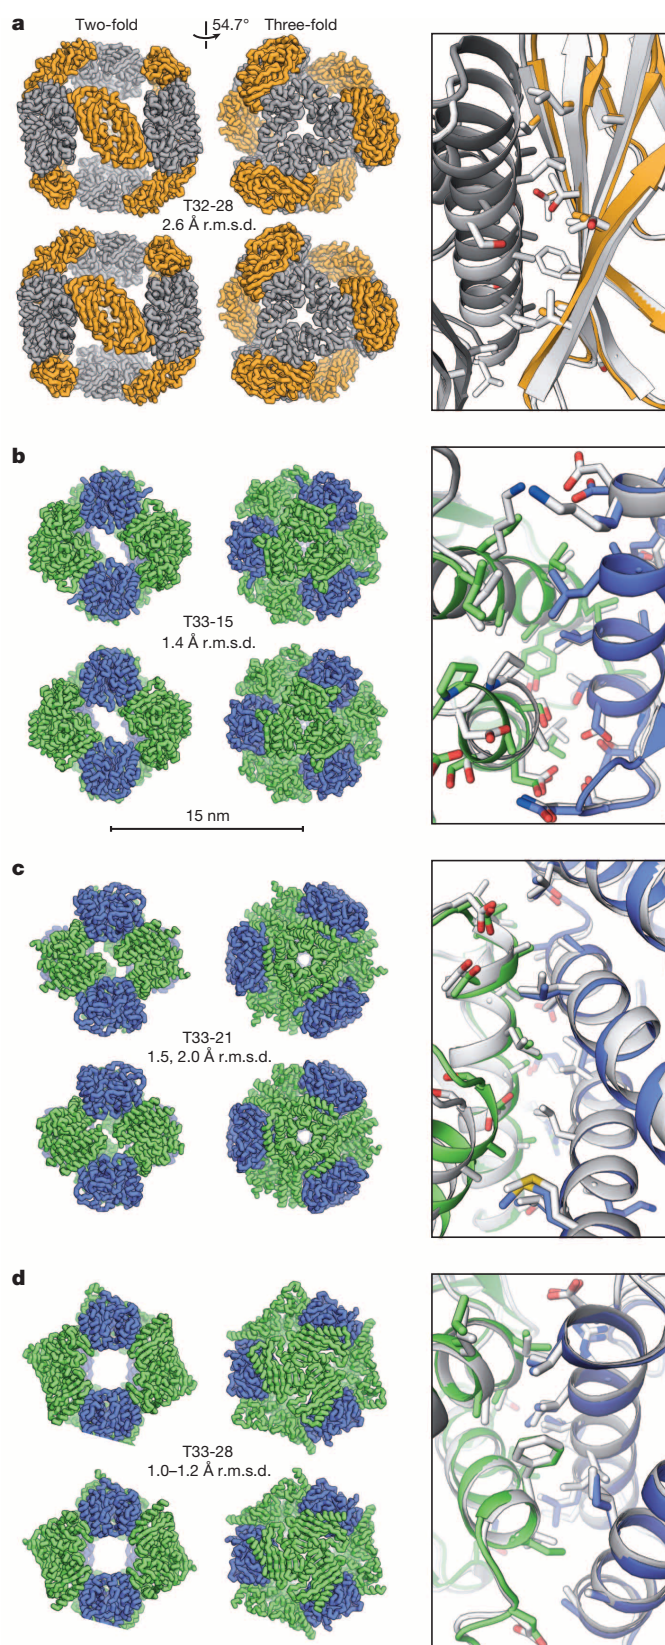 a
Two-fold
54.7°
Three-fold
T32-28
2.6 Å r.m.s.d.
b
T33-15
1.4 Å r.m.s.d.
15 nm
c
T33-21
1.5, 2.0 Å r.m.s.d.
d
T33-28
1.0–1.2 Å r.m.s.d.